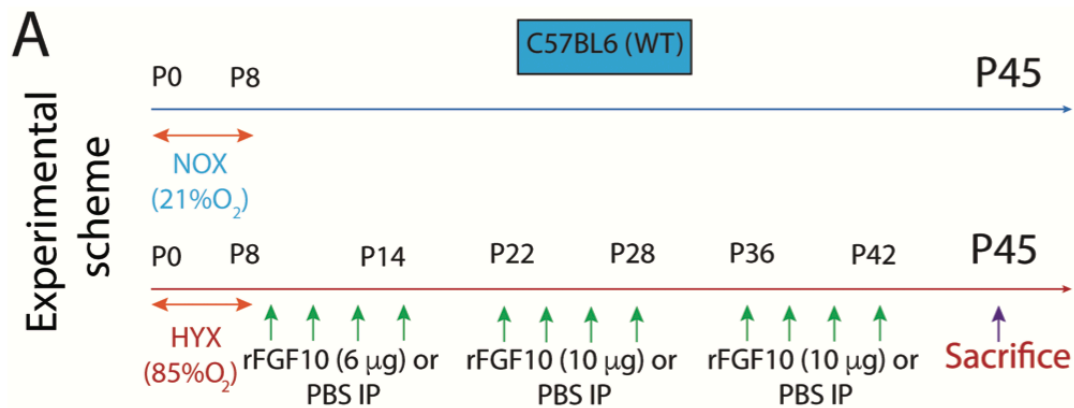 A
Experimental
scheme
C57BL6 (WT)
P0 P8 P45
NOX
(21%O₂)
P0 P8 P14 P22 P28 P36 P42 P45
HYX
(85%O₂)
rFGF10 (6 μg) or
PBS IP
rFGF10 (10 μg) or
PBS IP
rFGF10 (10 μg) or
PBS IP
Sacrifice